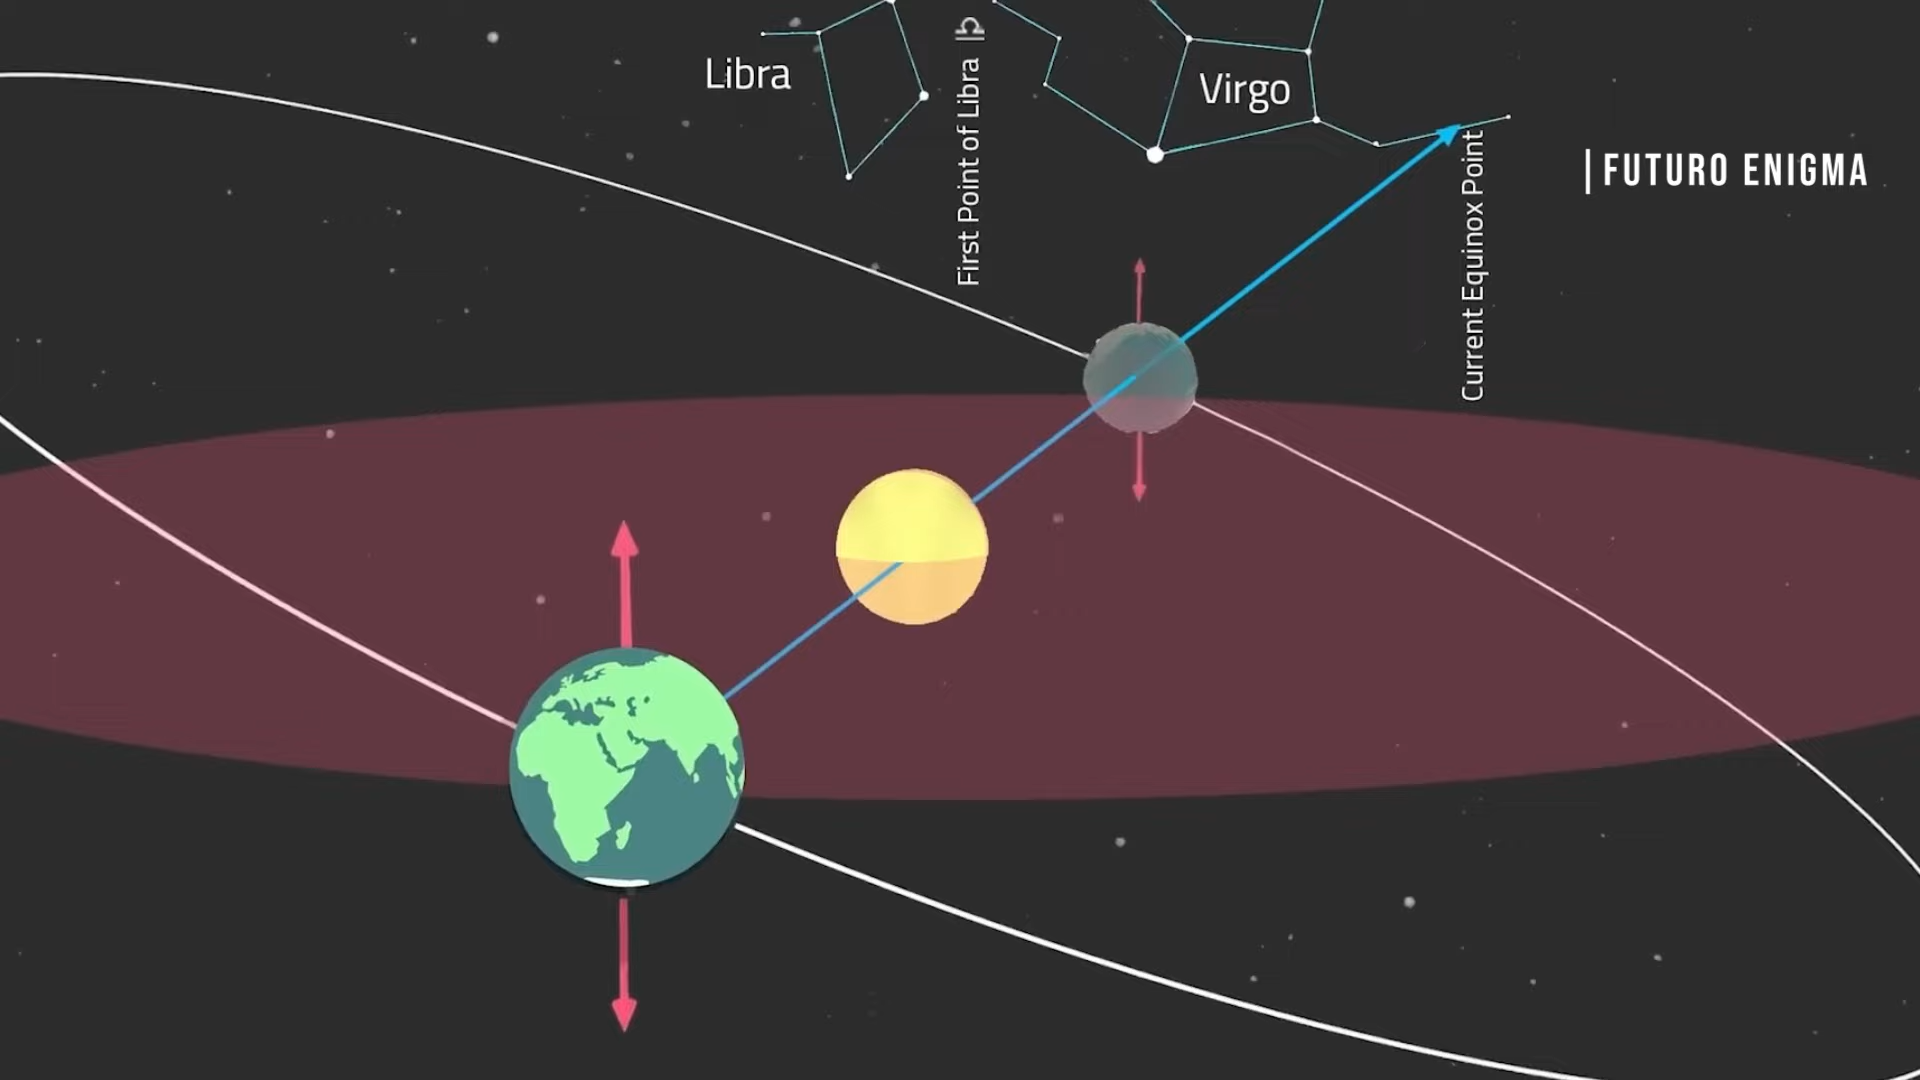 Libra
First Point of Libra |♎
Virgo
Current Equinox Point
|FUTURO ENIGMA